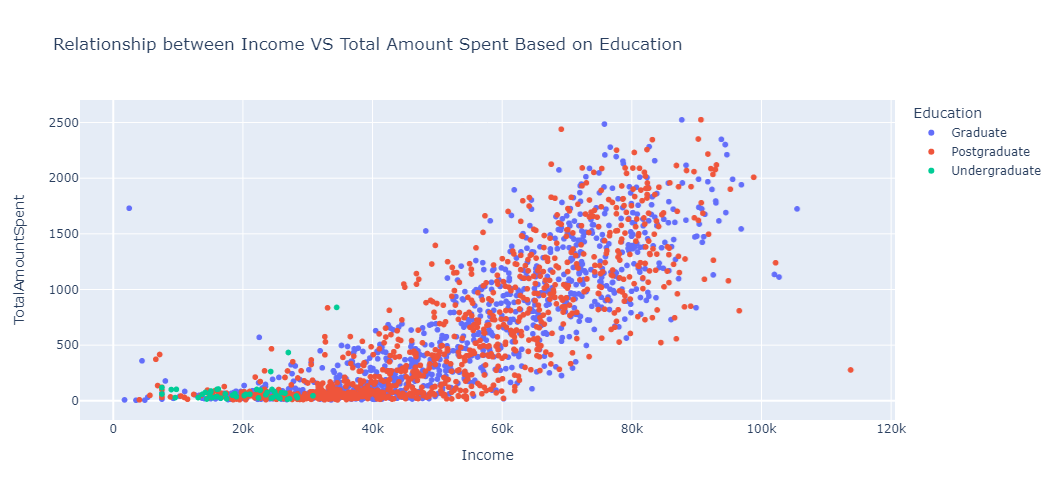 Relationship between Income VS Total Amount Spent Based on Education
Education
Graduate
Postgraduate
Undergraduate
TotalAmountSpent
2500
2000
1500
1000
500
0
0
20k
40k
60k
80k
100k
120k
Income